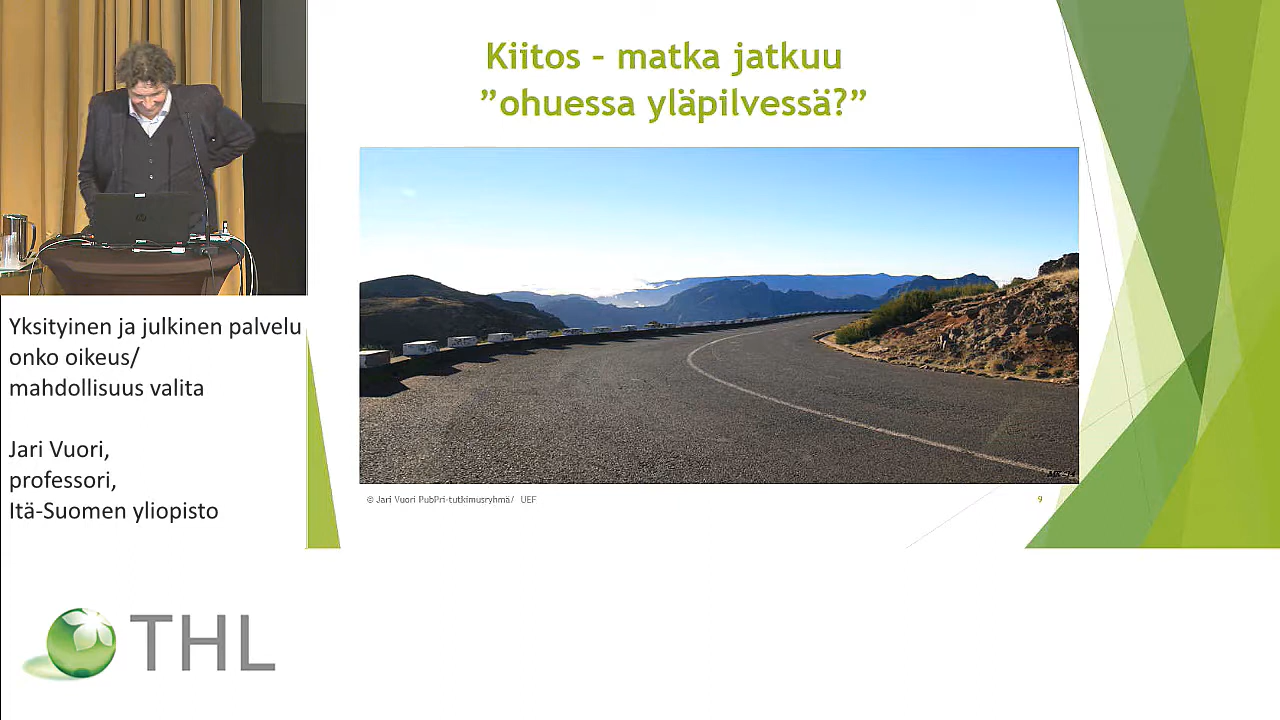 Kiitos – matka jatkuu
”ohuessa yläpilvessä?”
Yksityinen ja julkinen palvelu
onko oikeus/
mahdollisuus valita
Jari Vuori,
professori,
Itä-Suomen yliopisto
© Jari Vuori PubPri-tutkimusryhmä/ UEF
9
THL